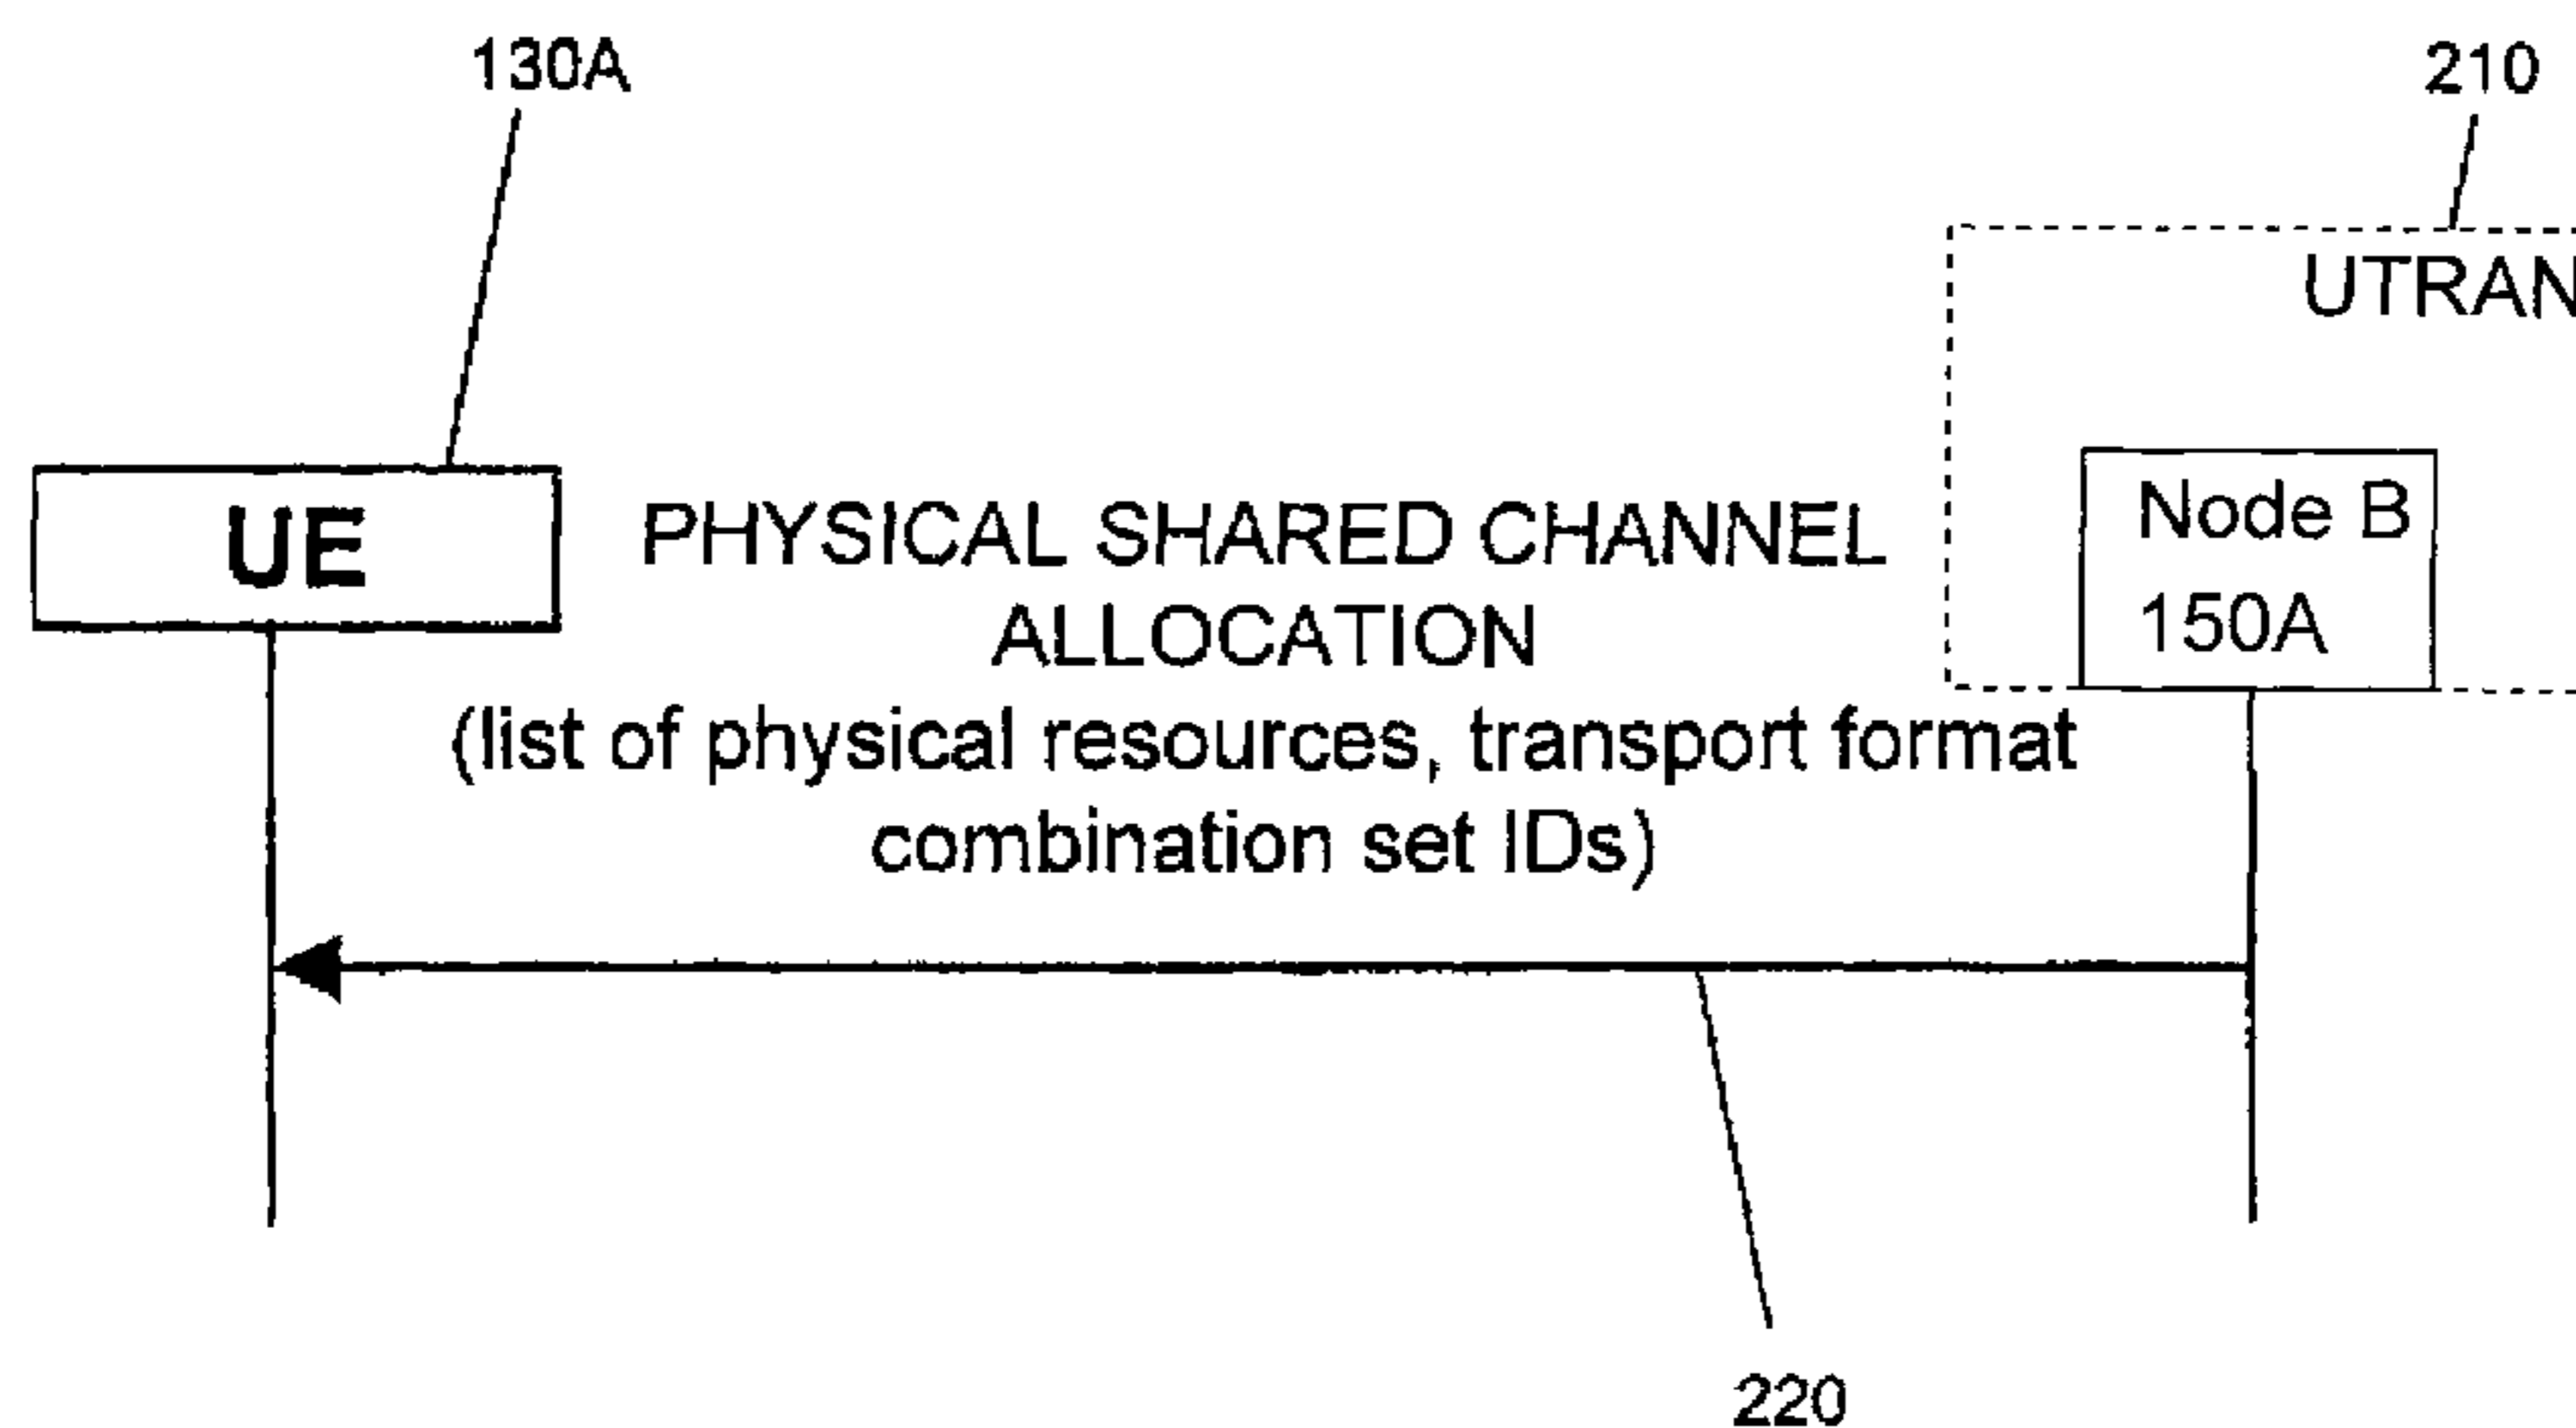 130A
210
UTRAN
UE
Node B
150A
PHYSICAL SHARED CHANNEL
ALLOCATION
(list of physical resources, transport format
combination set IDs)
220